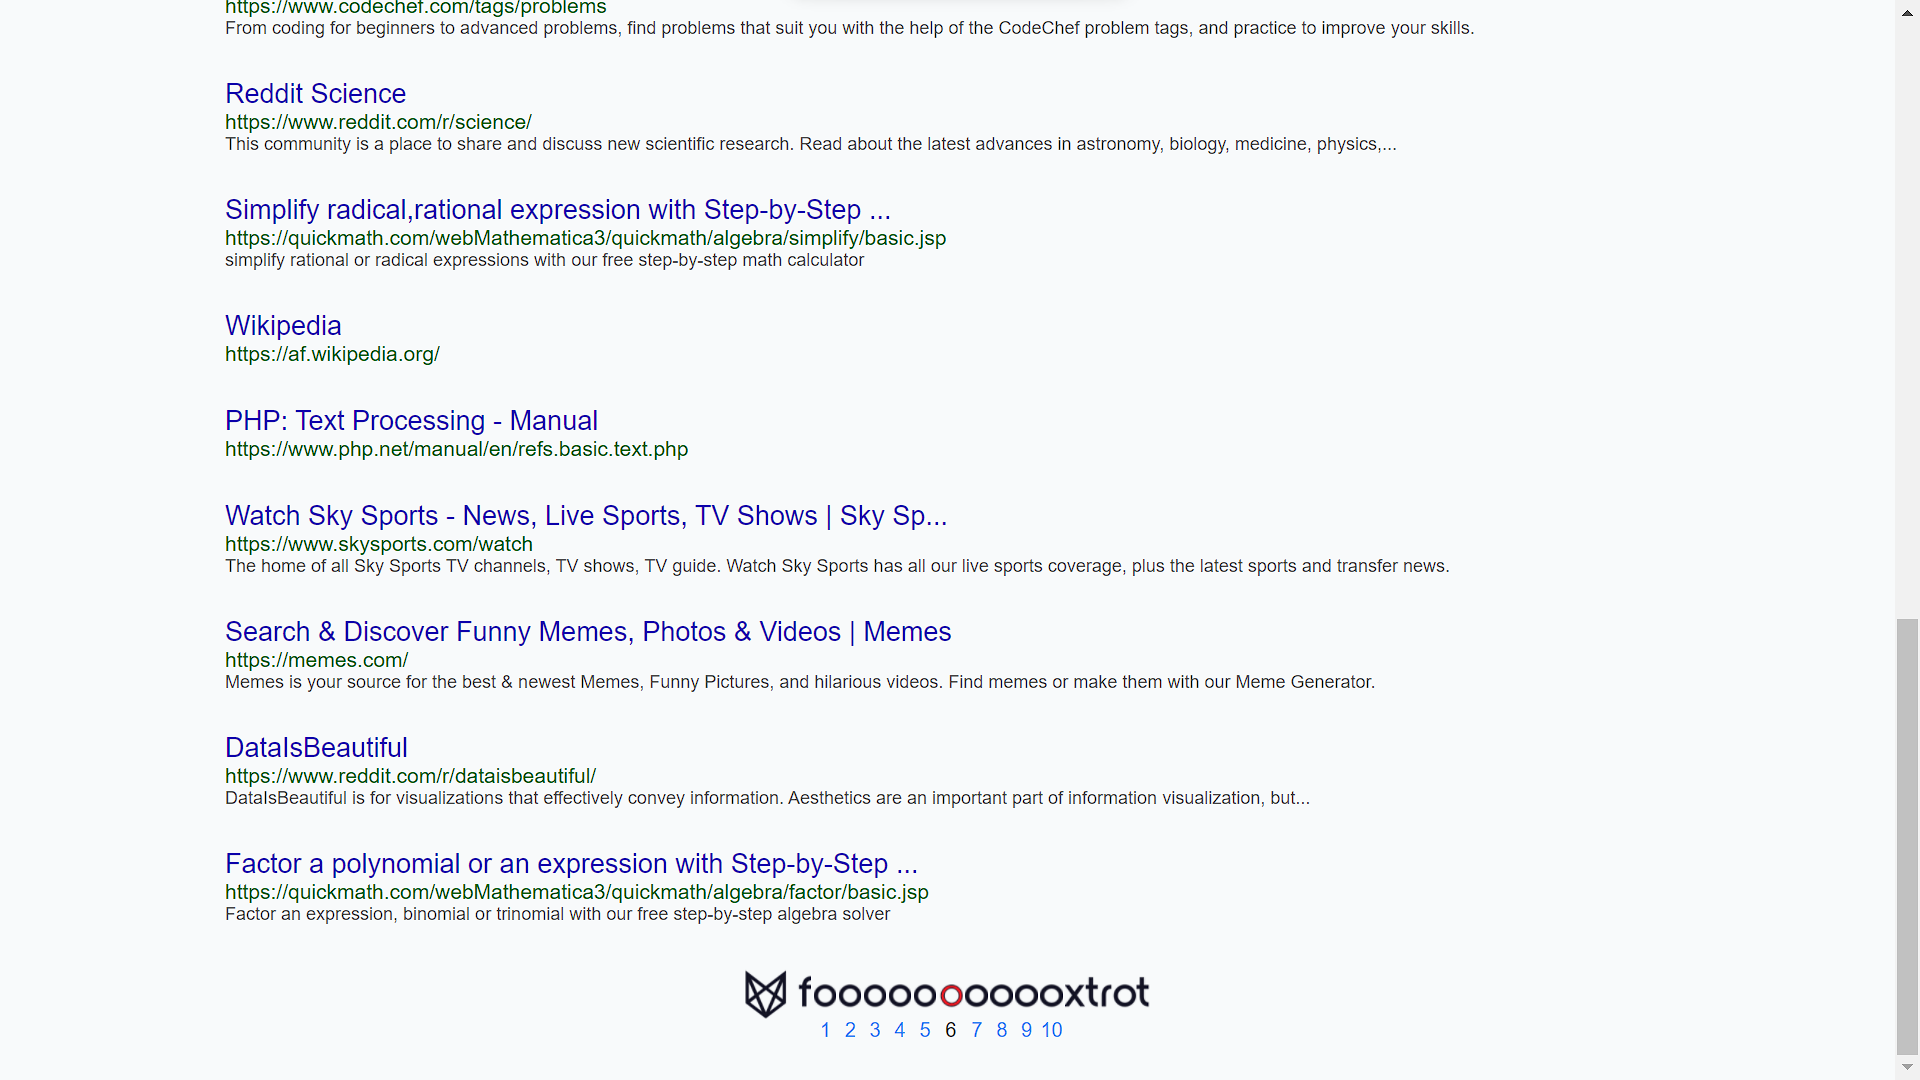 https://www.codechef.com/tags/problems
From coding for beginners to advanced problems, find problems that suit you with the help of the CodeChef problem tags, and practice to improve your skills.
Reddit Science
https://www.reddit.com/r/science/
This community is a place to share and discuss new scientific research. Read about the latest advances in astronomy, biology, medicine, physics,...
Simplify radical,rational expression with Step-by-Step ...
https://quickmath.com/webMathematica3/quickmath/algebra/simplify/basic.jsp
simplify rational or radical expressions with our free step-by-step math calculator
Wikipedia
https://af.wikipedia.org/
PHP: Text Processing - Manual
https://www.php.net/manual/en/refs.basic.text.php
Watch Sky Sports - News, Live Sports, TV Shows | Sky Sp...
https://www.skysports.com/watch
The home of all Sky Sports TV channels, TV shows, TV guide. Watch Sky Sports has all our live sports coverage, plus the latest sports and transfer news.
Search & Discover Funny Memes, Photos & Videos | Memes
https://memes.com/
Memes is your source for the best & newest Memes, Funny Pictures, and hilarious videos. Find memes or make them with our Meme Generator.
DataIsBeautiful
https://www.reddit.com/r/dataisbeautiful/
DataIsBeautiful is for visualizations that effectively convey information. Aesthetics are an important part of information visualization, but...
Factor a polynomial or an expression with Step-by-Step ...
https://quickmath.com/webMathematica3/quickmath/algebra/factor/basic.jsp
Factor an expression, binomial or trinomial with our free step-by-step algebra solver
fooooooooooxtrot
1 2 3 4 5 6 7 8 9 10